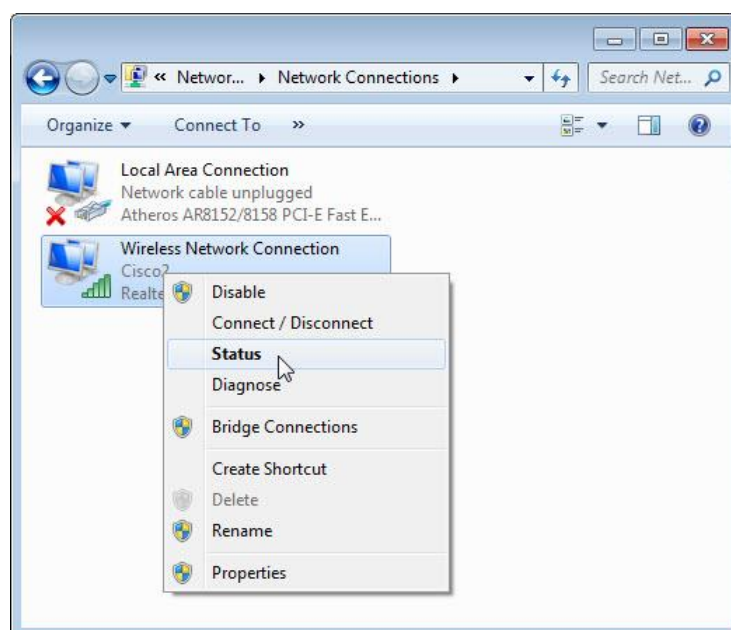 « Networ... ▸ Network Connections ▸
Search Net...
Organize ▾ Connect To »
Local Area Connection
Network cable unplugged
Atheros AR8152/8158 PCI-E Fast E...
Wireless Network Connection
Cisco2
Realte
Disable
Connect / Disconnect
Status
Diagnose
Bridge Connections
Create Shortcut
Delete
Rename
Properties